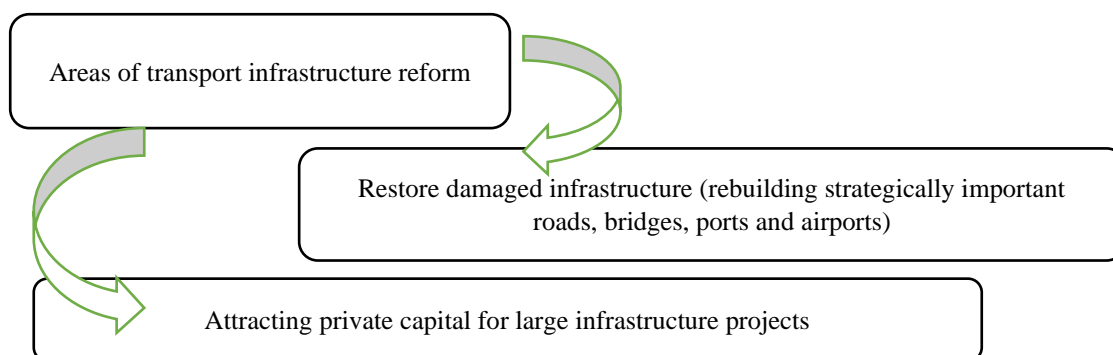 Areas of transport infrastructure reform
Restore damaged infrastructure (rebuilding strategically important
roads, bridges, ports and airports)
Attracting private capital for large infrastructure projects